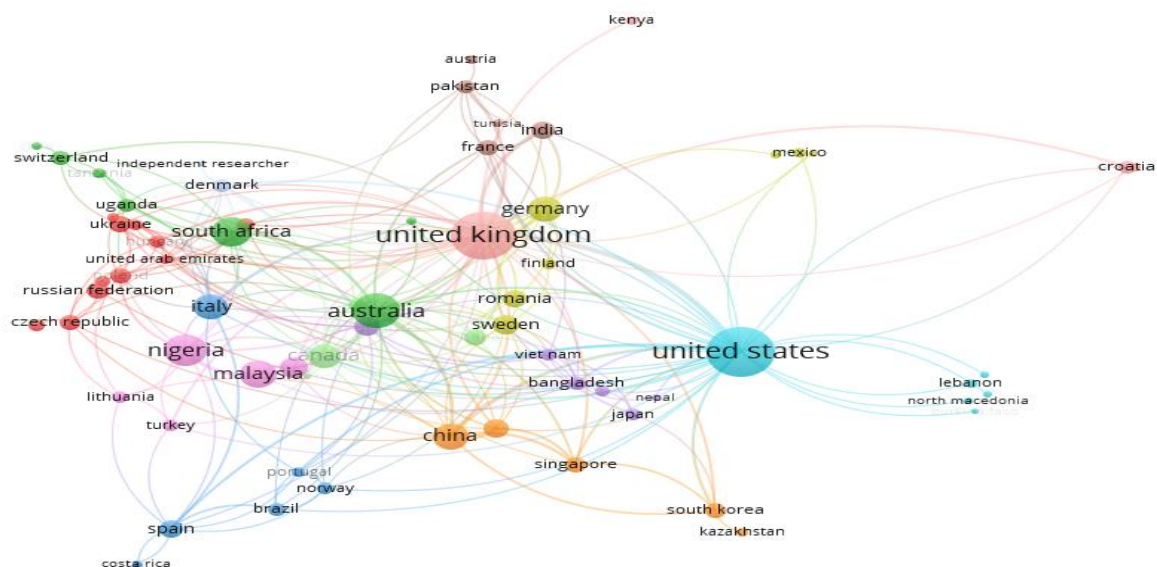 kenya
austria
pakistan
tunisia
india
france
mexico
switzerland
independent researcher
croatia
tanzania
denmark
uganda
germany
ukraine
south africa
united kingdom
hungary
united arab emirates
finland
poland
russian federation
romania
italy
australia
czech republic
sweden
nigeria
canada
viet nam
united states
malaysia
bangladesh
lebanon
lithuania
nepal
north macedonia
japan
turkey
china
singapore
portugal
norway
brazil
south korea
spain
kazakhstan
costa rica